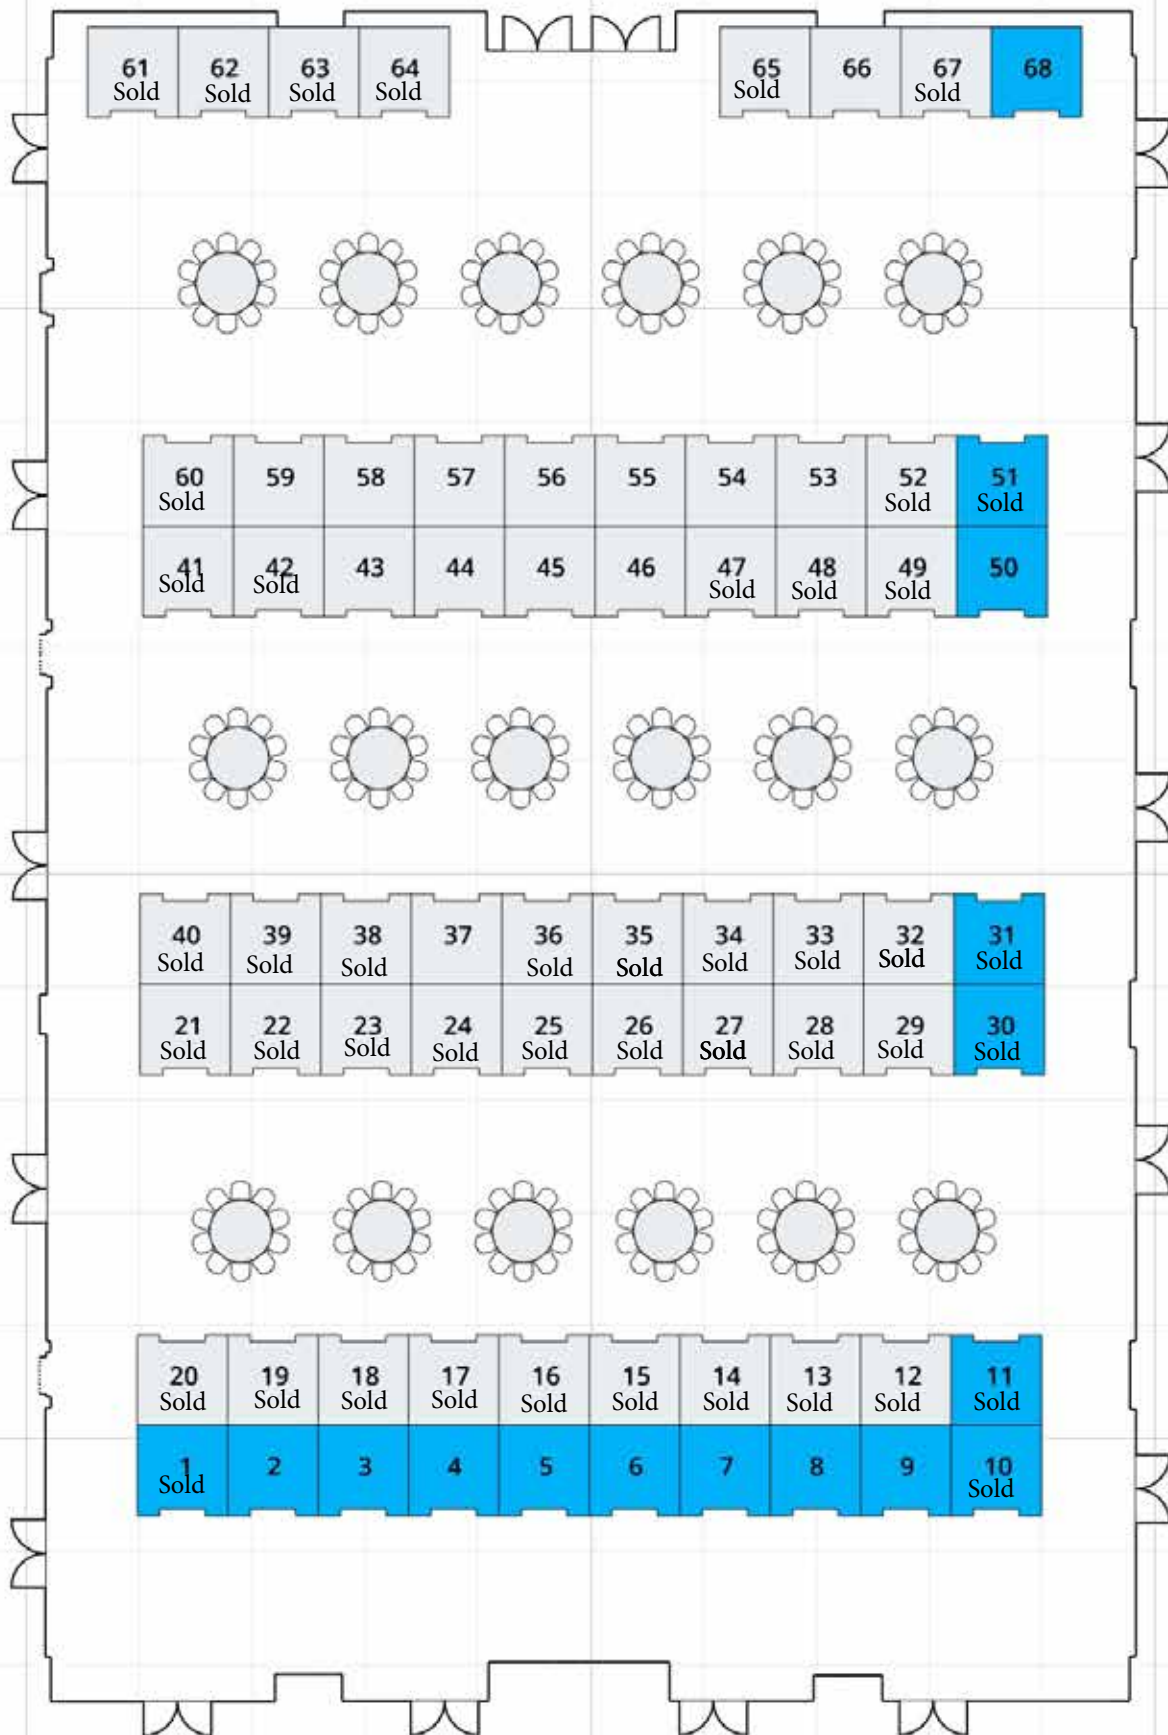 61 62 63 64 65 66 67 68
Sold Sold Sold Sold Sold Sold
60 59 58 57 56 55 54 53 52 51
Sold Sold Sold
41 42 43 44 45 46 47 48 49 50
Sold Sold Sold Sold Sold
40 39 38 37 36 35 34 33 32 31
Sold Sold Sold Sold Sold Sold Sold Sold Sold
21 22 23 24 25 26 27 28 29 30
Sold Sold Sold Sold Sold Sold Sold Sold Sold Sold
20 19 18 17 16 15 14 13 12 11
Sold Sold Sold Sold Sold Sold Sold Sold Sold Sold
1 2 3 4 5 6 7 8 9 10
Sold Sold